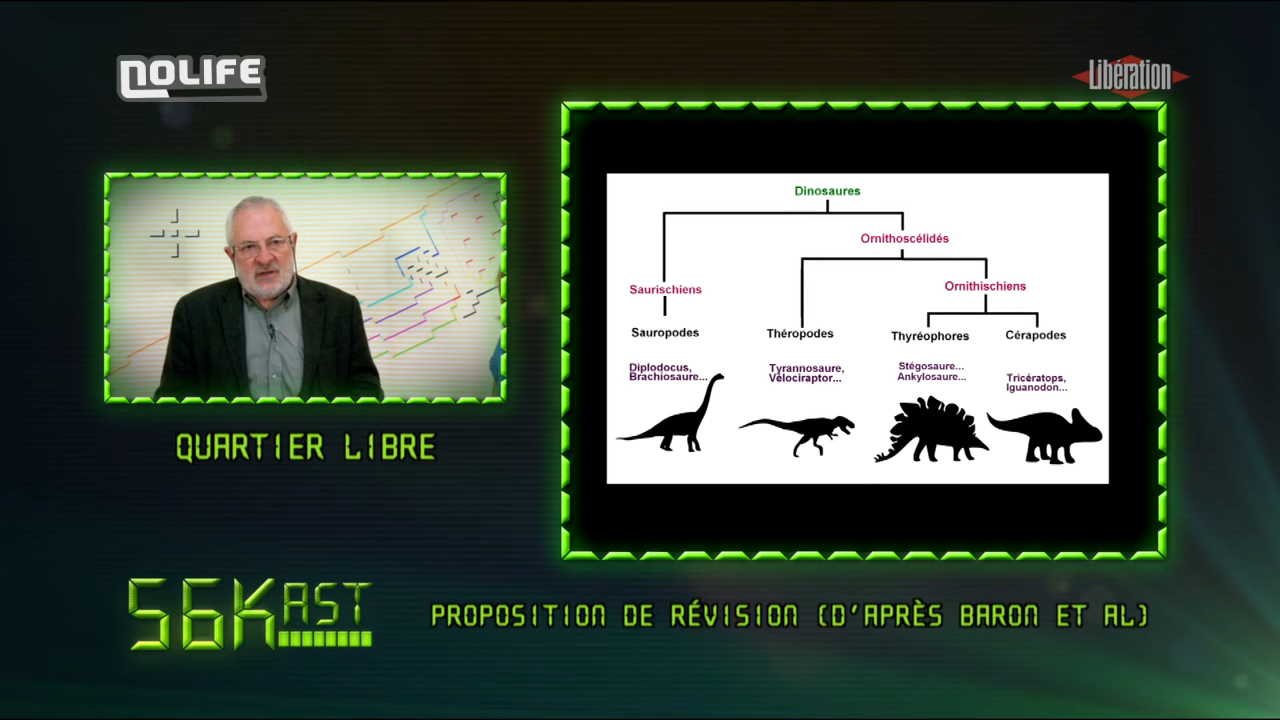 NOLIFE
Libération
Dinosaures
Ornithoscélidés
Saurischiens
Ornithischiens
Sauropodes
Théropodes
Thyréophores
Cérapodes
Diplodocus,
Brachiosaure...
Tyrannosaure,
Vélociraptor...
Stégosaure...
Ankylosaure...
Tricératops,
Iguanodon...
QUARTIER LIBRE
56KAST
PROPOSITION DE RÉVISION (D'APRÈS BARON ET AL)